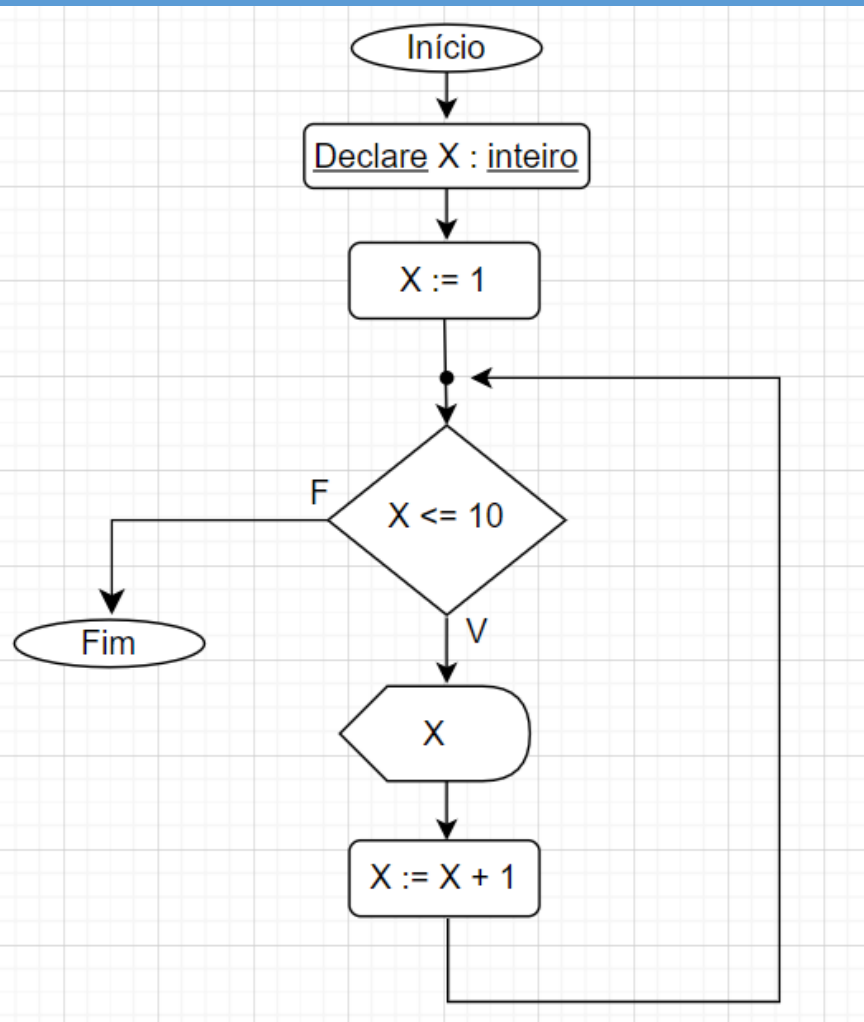 Início
Declare X : inteiro
X := 1
X <= 10
F
V
Fim
X
X := X + 1